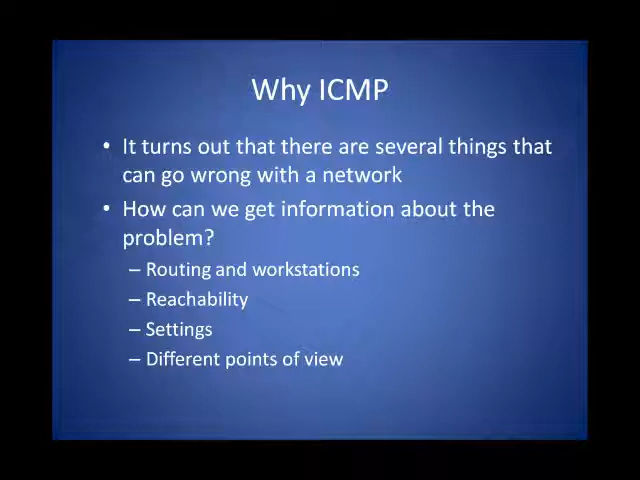 Why ICMP
• It turns out that there are several things that
can go wrong with a network
• How can we get information about the
problem?
– Routing and workstations
– Reachability
– Settings
– Different points of view